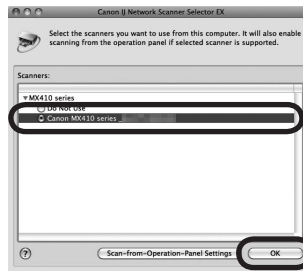 Canon IJ Network Scanner Selector EX
Select the scanners you want to use from this computer. It will also enable
scanning from the operation panel if selected scanner is supported.
Scanners:
MX410 series
Do Not Use
Canon MX410 series_
?
Scan-from-Operation-Panel Settings
OK